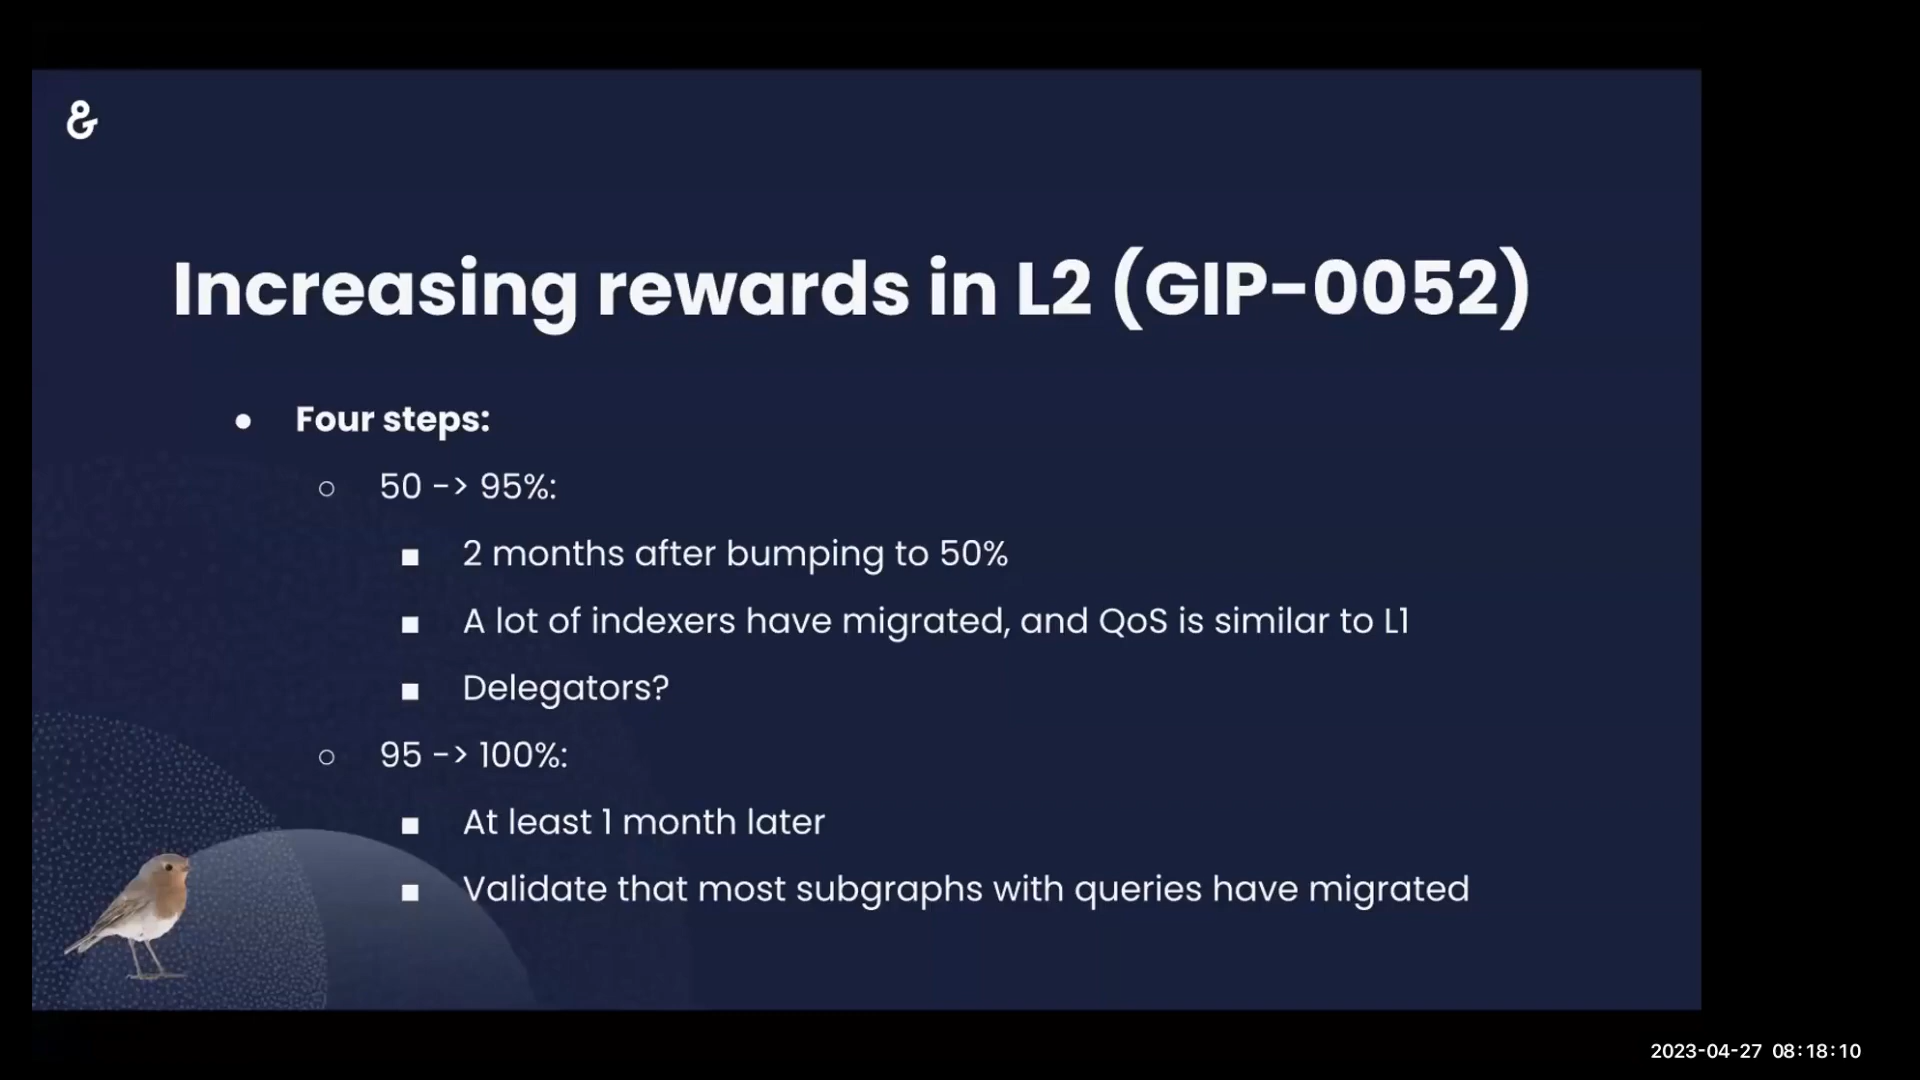 &
Increasing rewards in L2 (GIP-0052)
● Four steps:
○ 50 -> 95%:
■ 2 months after bumping to 50%
■ A lot of indexers have migrated, and QoS is similar to L1
■ Delegators?
○ 95 -> 100%:
■ At least 1 month later
■ Validate that most subgraphs with queries have migrated
2023-04-27 08:18:10